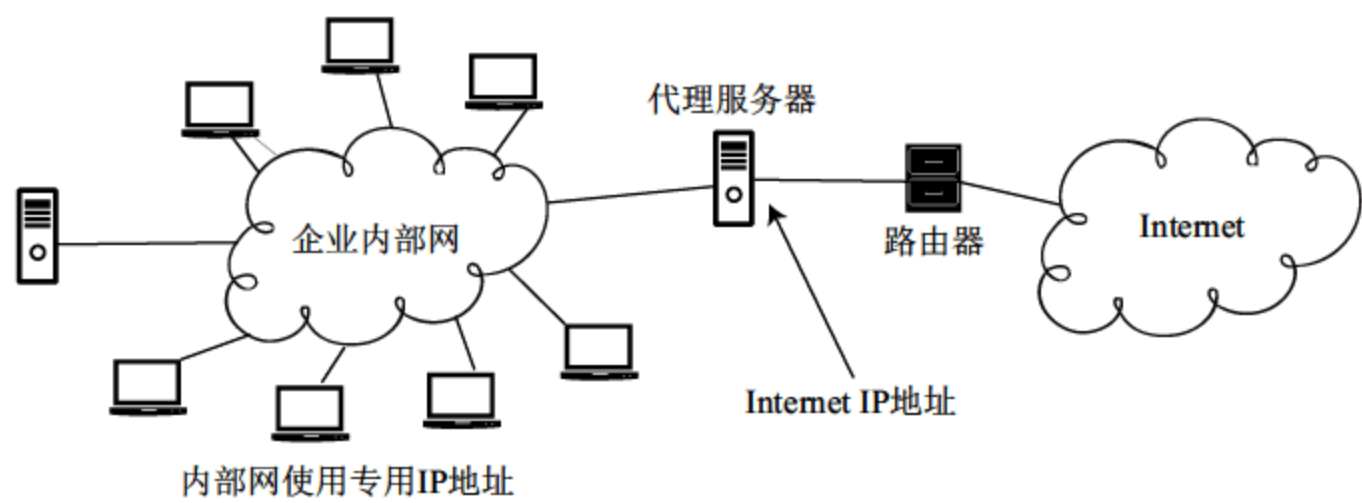 代理服务器
企业内部网
路由器
Internet
Internet IP地址
内部网使用专用IP地址